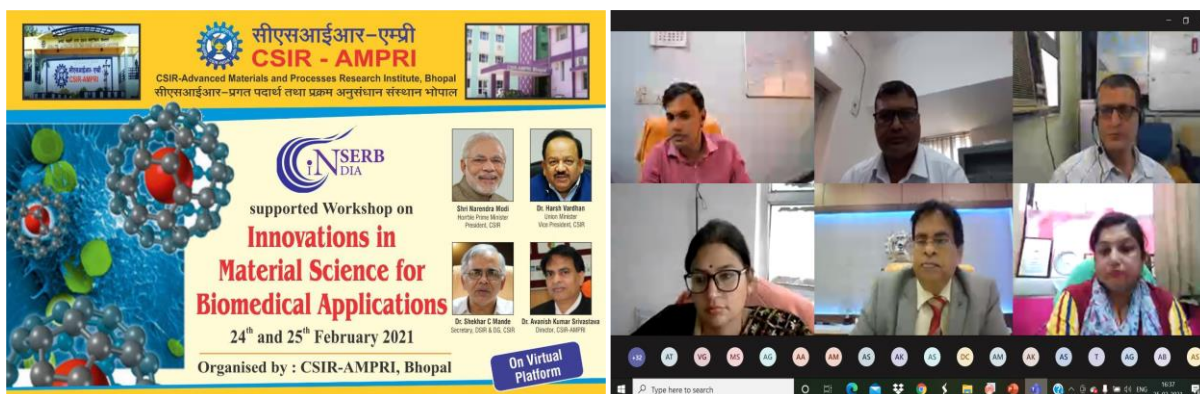 सीएसआईआर-एम्प्री
CSIR - AMPRI
CSIR-Advanced Materials and Processes Research Institute, Bhopal
सीएसआईआर-प्रगत पदार्थ तथा प्रक्रम अनुसंधान संस्थान भोपाल
SERB
iNDIA
supported Workshop on
Innovations in
Material Science for
Biomedical Applications
24th and 25th February 2021
Organised by : CSIR-AMPRI, Bhopal
Shri Narendra Modi
Hon'ble Prime Minister
President, CSIR
Dr. Harsh Vardhan
Union Minister
Vice President, CSIR
Dr. Shekhar C Mande
Secretary, DSIR & DG, CSIR
Dr. Avanish Kumar Srivastava
Director, CSIR-AMPRI
On Virtual
Platform
+32 AT VG MS AG AA AM AS AK AS DC AM AK AS T AG AB AS
Type here to search
ENG 16:37